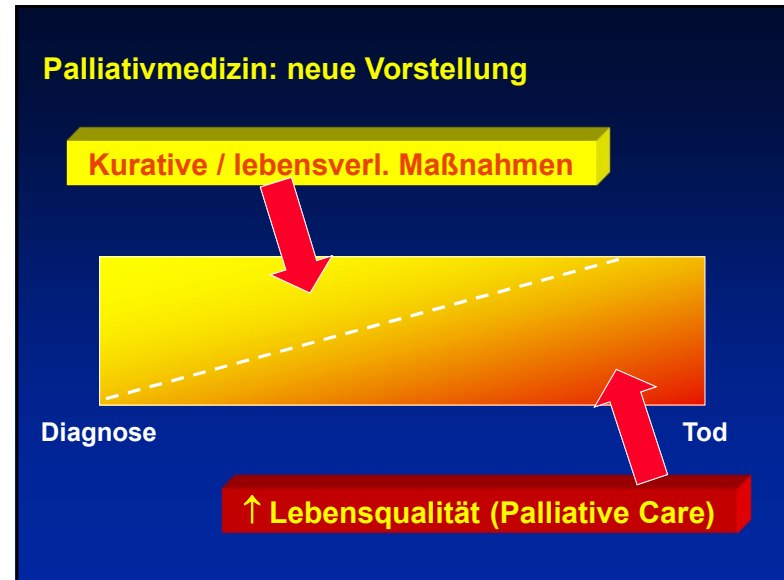 Palliativmedizin: neue Vorstellung
Kurative / lebensverl. Maßnahmen
Diagnose
Tod
↑ Lebensqualität (Palliative Care)